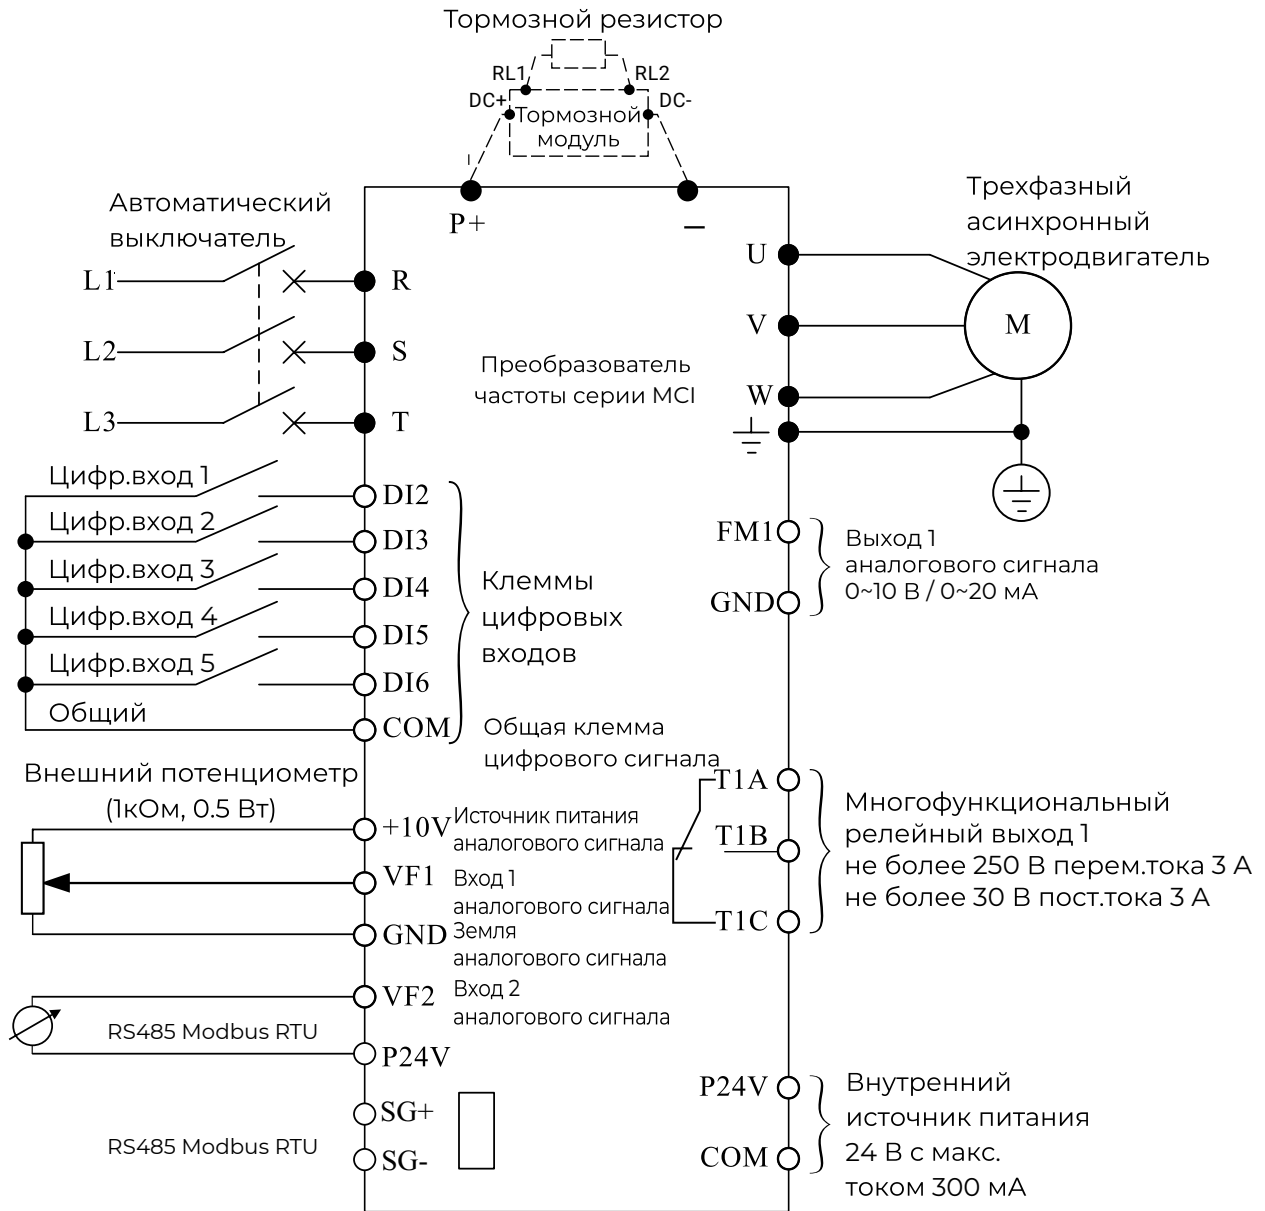 Тормозной резистор
RL1
RL2
DC+
DC-
Тормозной
модуль
P+
−
Автоматический
выключатель
L1
R
L2
S
L3
T
Преобразователь
частоты серии MCI
U
V
W
Трехфазный
асинхронный
электродвигатель
M
Цифр.вход 1
DI2
Цифр.вход 2
DI3
Цифр.вход 3
DI4
Цифр.вход 4
DI5
Цифр.вход 5
DI6
Общий
COM
Клеммы
цифровых
входов
Общая клемма
цифрового сигнала
FM1
GND
Выход 1
аналогового сигнала
0~10 В / 0~20 мА
Внешний потенциометр
(1кОм, 0.5 Вт)
+10V
Источник питания
аналогового сигнала
VF1
Вход 1
аналогового сигнала
GND
Земля
аналогового сигнала
VF2
Вход 2
аналогового сигнала
RS485 Modbus RTU
P24V
SG+
RS485 Modbus RTU
SG-
T1A
T1B
T1C
Многофункциональный
релейный выход 1
не более 250 В перем.тока 3 А
не более 30 В пост.тока 3 А
P24V
COM
Внутренний
источник питания
24 В с макс.
током 300 мА